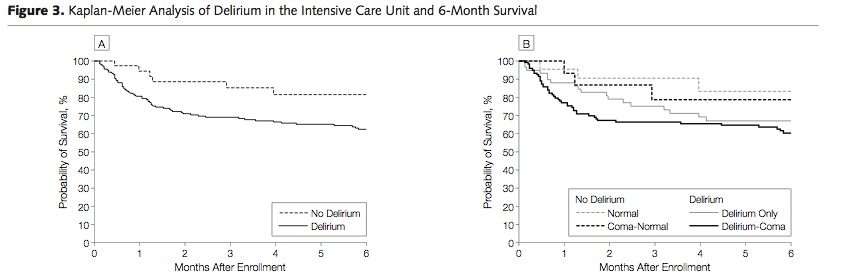 Figure 3. Kaplan-Meier Analysis of Delirium in the Intensive Care Unit and 6-Month Survival
A
Probability of Survival, %
100
90
80
70
60
50
40
30
20
10
0
No Delirium
Delirium
0 1 2 3 4 5 6
Months After Enrollment
B
Probability of Survival, %
100
90
80
70
60
50
40
30
20
10
0
No Delirium Delirium
Normal Delirium Only
Coma-Normal Delirium-Coma
0 1 2 3 4 5 6
Months After Enrollment